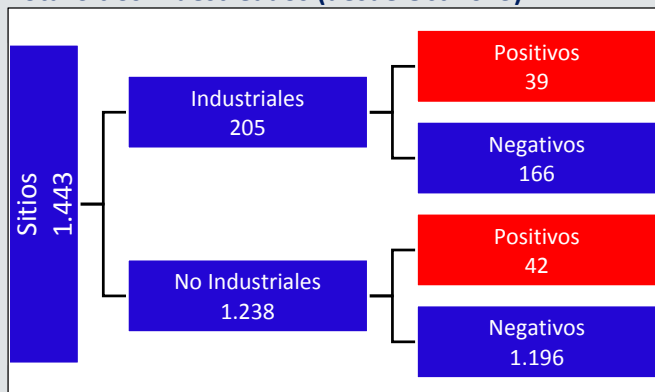 Sitios
1.443
Industriales
205
Positivos
39
Negativos
166
No Industriales
1.238
Positivos
42
Negativos
1.196